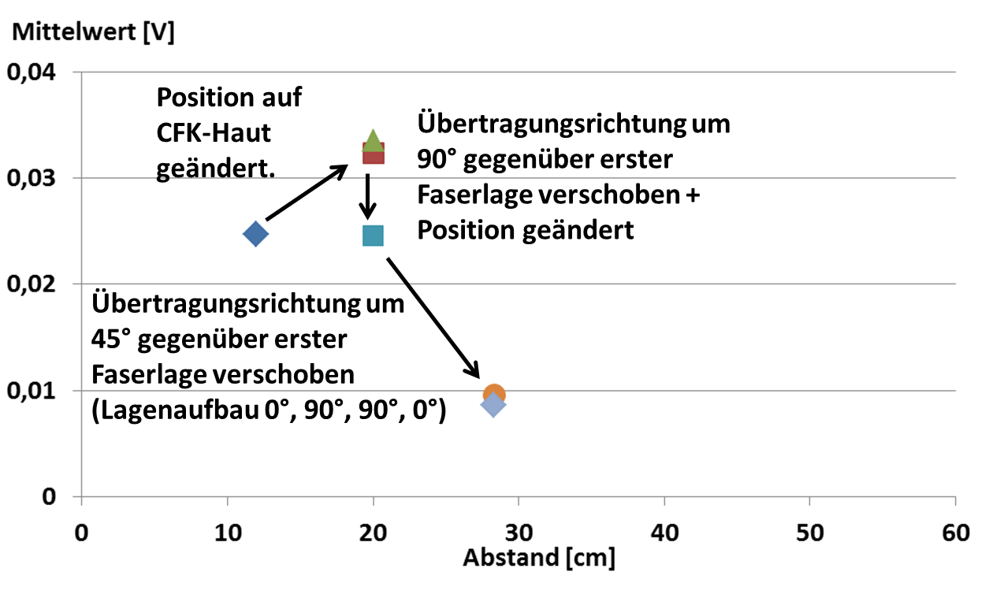 Mittelwert [V]
0,04
Position auf
CFK-Haut
geändert.
Übertragungsrichtung um
90° gegenüber erster
Faserlage verschoben +
Position geändert
0,03
0,02
Übertragungsrichtung um
45° gegenüber erster
Faserlage verschoben
(Lagenaufbau 0°, 90°, 90°, 0°)
0,01
0
0 10 20 30 40 50 60
Abstand [cm]